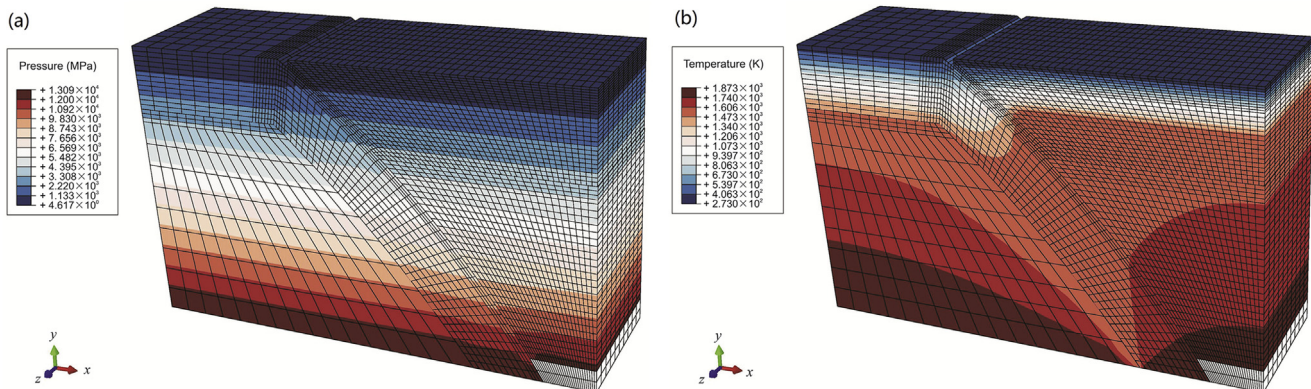 (a)
Pressure (MPa)
+ 1.309×10⁴
+ 1.200×10⁴
+ 1.092×10⁴
+ 9.830×10³
+ 8.743×10³
+ 7.656×10³
+ 6.569×10³
+ 5.482×10³
+ 4.395×10³
+ 3.308×10³
+ 2.220×10³
+ 1.133×10³
+ 4.617×10⁰
y
z
x
(b)
Temperature (K)
+ 1.873×10³
+ 1.740×10³
+ 1.606×10³
+ 1.473×10³
+ 1.340×10³
+ 1.206×10³
+ 1.073×10³
+ 9.397×10²
+ 8.063×10²
+ 6.730×10²
+ 5.397×10²
+ 4.063×10²
+ 2.730×10²
y
z
x